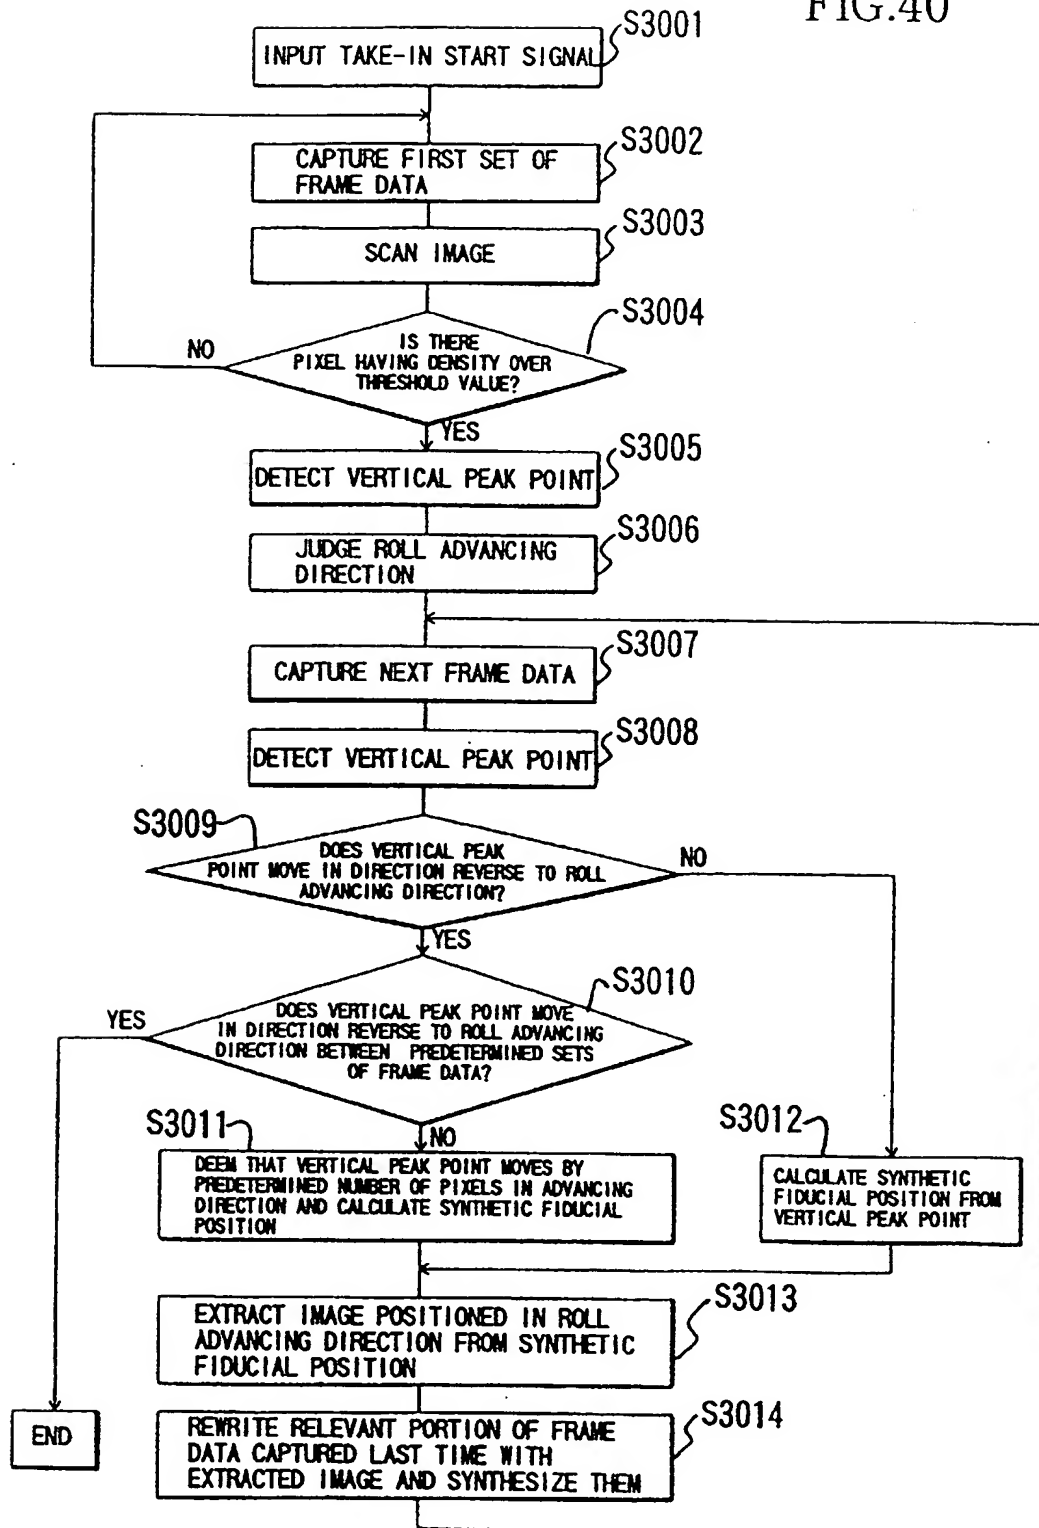 FIG.40
INPUT TAKE-IN START SIGNAL
S3001
CAPTURE FIRST SET OF
FRAME DATA
S3002
SCAN IMAGE
S3003
IS THERE
PIXEL HAVING DENSITY OVER
THRESHOLD VALUE?
S3004
NO
YES
DETECT VERTICAL PEAK POINT
S3005
JUDGE ROLL ADVANCING
DIRECTION
S3006
CAPTURE NEXT FRAME DATA
S3007
DETECT VERTICAL PEAK POINT
S3008
S3009
DOES VERTICAL PEAK
POINT MOVE IN DIRECTION REVERSE TO ROLL
ADVANCING DIRECTION?
NO
YES
S3010
DOES VERTICAL PEAK POINT MOVE
IN DIRECTION REVERSE TO ROLL ADVANCING
DIRECTION BETWEEN PREDETERMINED SETS
OF FRAME DATA?
YES
NO
S3011
DEEM THAT VERTICAL PEAK POINT MOVES BY
PREDETERMINED NUMBER OF PIXELS IN ADVANCING
DIRECTION AND CALCULATE SYNTHETIC FIDUCIAL
POSITION
S3012
CALCULATE SYNTHETIC
FIDUCIAL POSITION FROM
VERTICAL PEAK POINT
S3013
EXTRACT IMAGE POSITIONED IN ROLL
ADVANCING DIRECTION FROM SYNTHETIC
FIDUCIAL POSITION
S3014
REWRITE RELEVANT PORTION OF FRAME
DATA CAPTURED LAST TIME WITH
EXTRACTED IMAGE AND SYNTHESIZE THEM
END